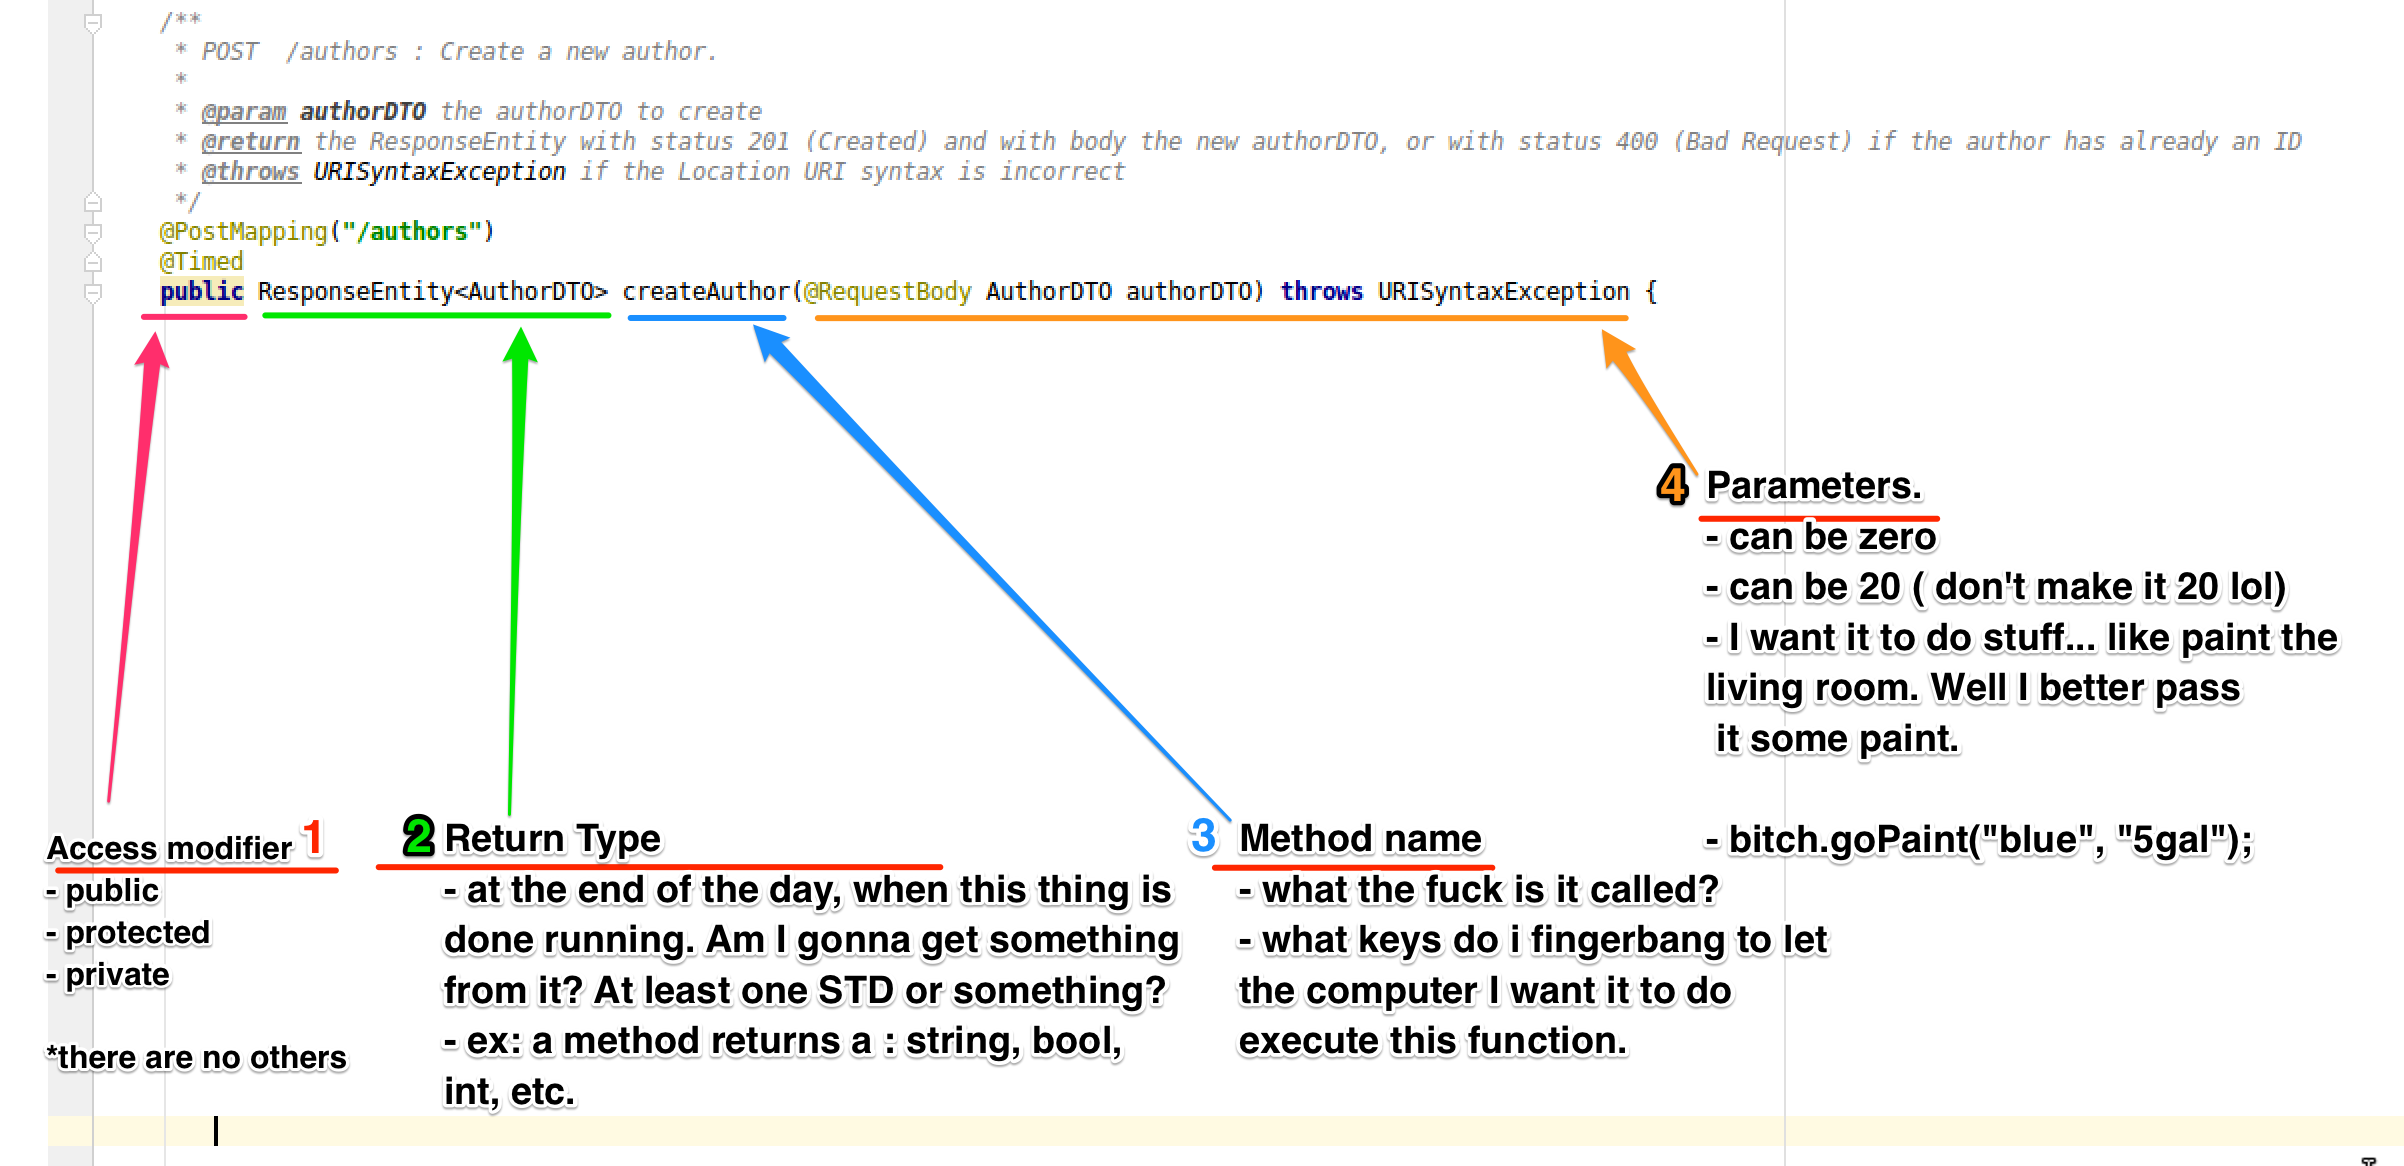 /**
 * POST  /authors : Create a new author.
 *
 * @param authorDTO the authorDTO to create
 * @return the ResponseEntity with status 201 (Created) and with body the new authorDTO, or with status 400 (Bad Request) if the author has already an ID
 * @throws URISyntaxException if the Location URI syntax is incorrect
 */
@PostMapping("/authors")
@Timed
public ResponseEntity<AuthorDTO> createAuthor(@RequestBody AuthorDTO authorDTO) throws URISyntaxException {
Access modifier 1
- public
- protected
- private
*there are no others
2 Return Type
- at the end of the day, when this thing is
done running. Am I gonna get something
from it? At least one STD or something?
- ex: a method returns a : string, bool,
int, etc.
3 Method name
- what the fuck is it called?
- what keys do i fingerbang to let
the computer I want it to do
execute this function.
4 Parameters.
- can be zero
- can be 20 ( don't make it 20 lol)
- I want it to do stuff... like paint the
living room. Well I better pass
it some paint.
- bitch.goPaint("blue", "5gal");